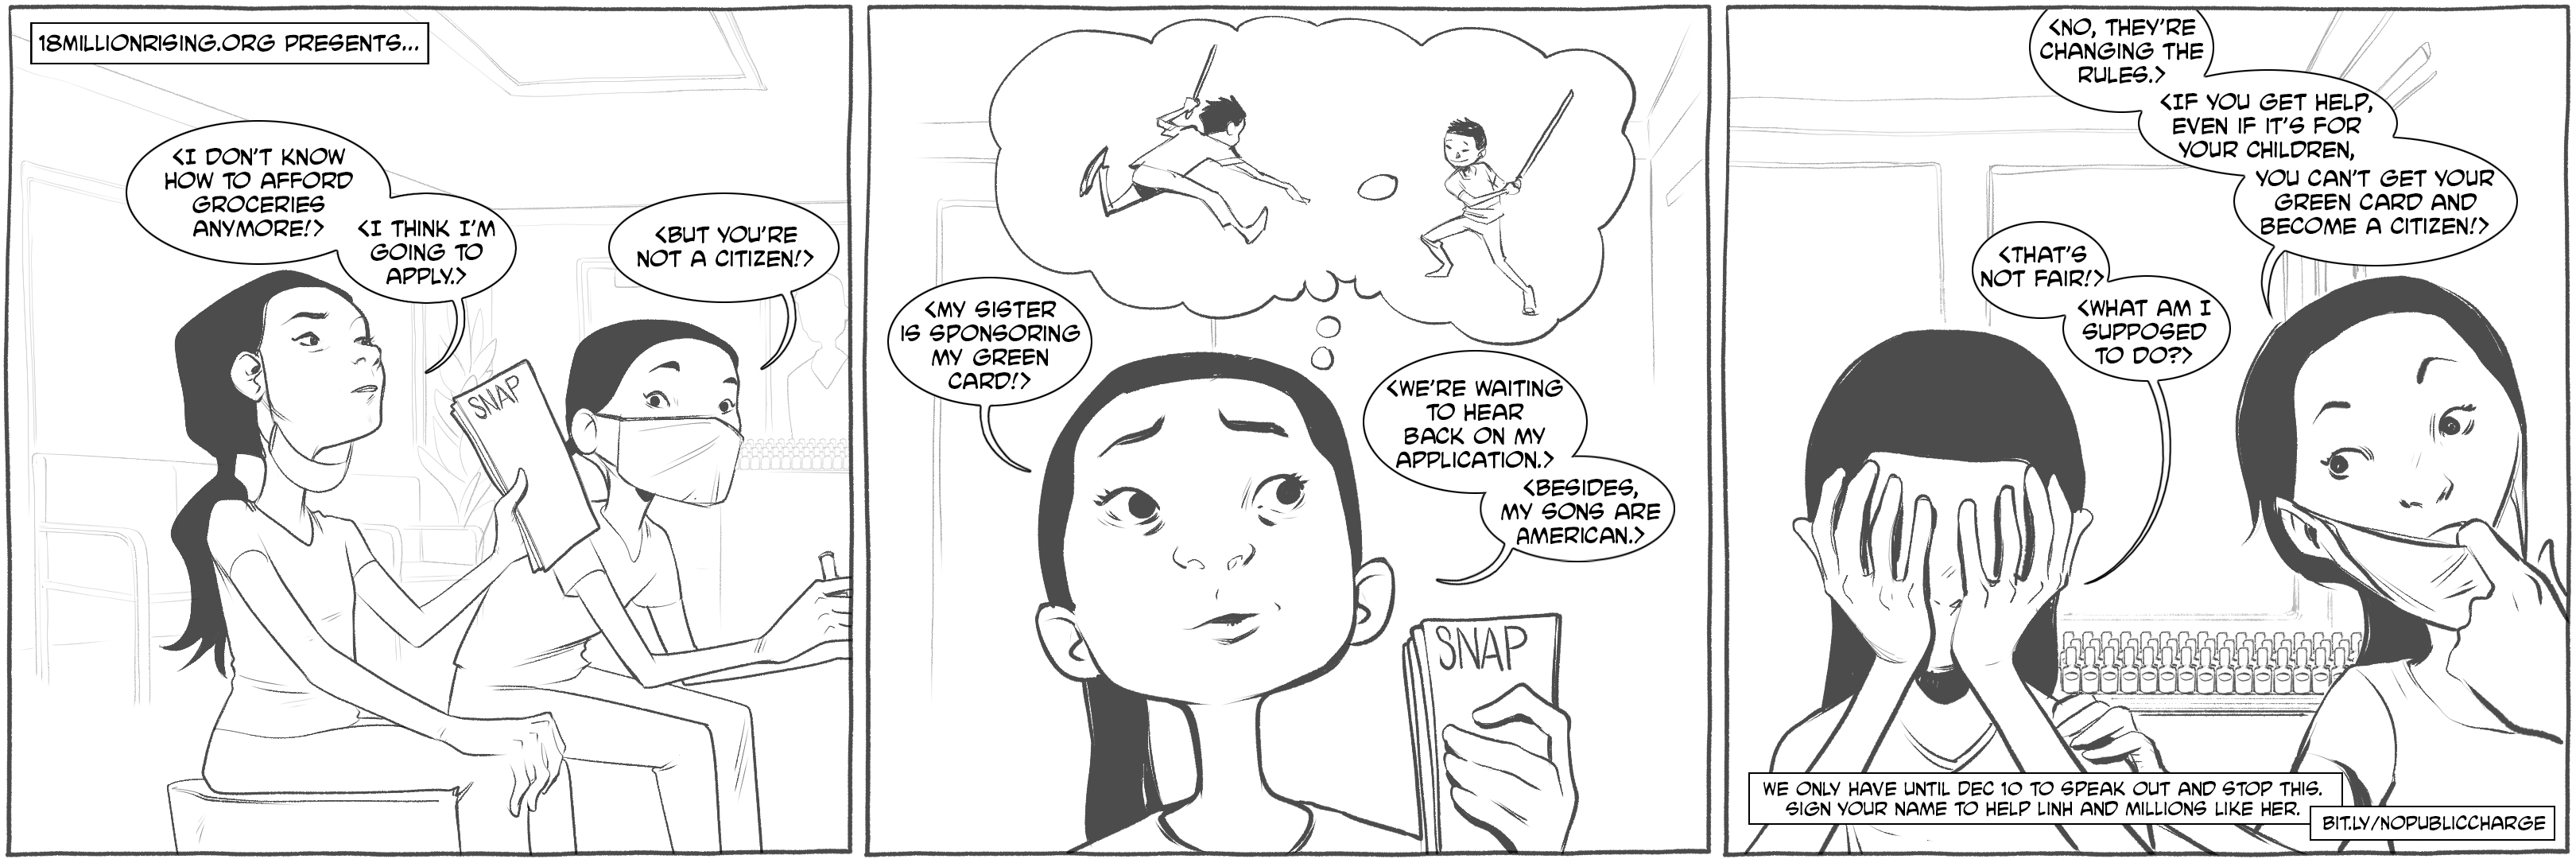 18MILLIONRISING.ORG PRESENTS...
<I DON'T KNOW
HOW TO AFFORD
GROCERIES
ANYMORE!>
<I THINK I'M
GOING TO
APPLY.>
<BUT YOU'RE
NOT A CITIZEN!>
SNAP
<MY SISTER
IS SPONSORING
MY GREEN
CARD!>
<WE'RE WAITING
TO HEAR
BACK ON MY
APPLICATION.>
<BESIDES,
MY SONS ARE
AMERICAN.>
SNAP
<NO, THEY'RE
CHANGING THE
RULES.>
<IF YOU GET HELP,
EVEN IF IT'S FOR
YOUR CHILDREN,
YOU CAN'T GET YOUR
GREEN CARD AND
BECOME A CITIZEN!>
<THAT'S
NOT FAIR!>
<WHAT AM I
SUPPOSED
TO DO?>
WE ONLY HAVE UNTIL DEC 10 TO SPEAK OUT AND STOP THIS.
SIGN YOUR NAME TO HELP LINH AND MILLIONS LIKE HER.
BIT.LY/NOPUBLICCHARGE